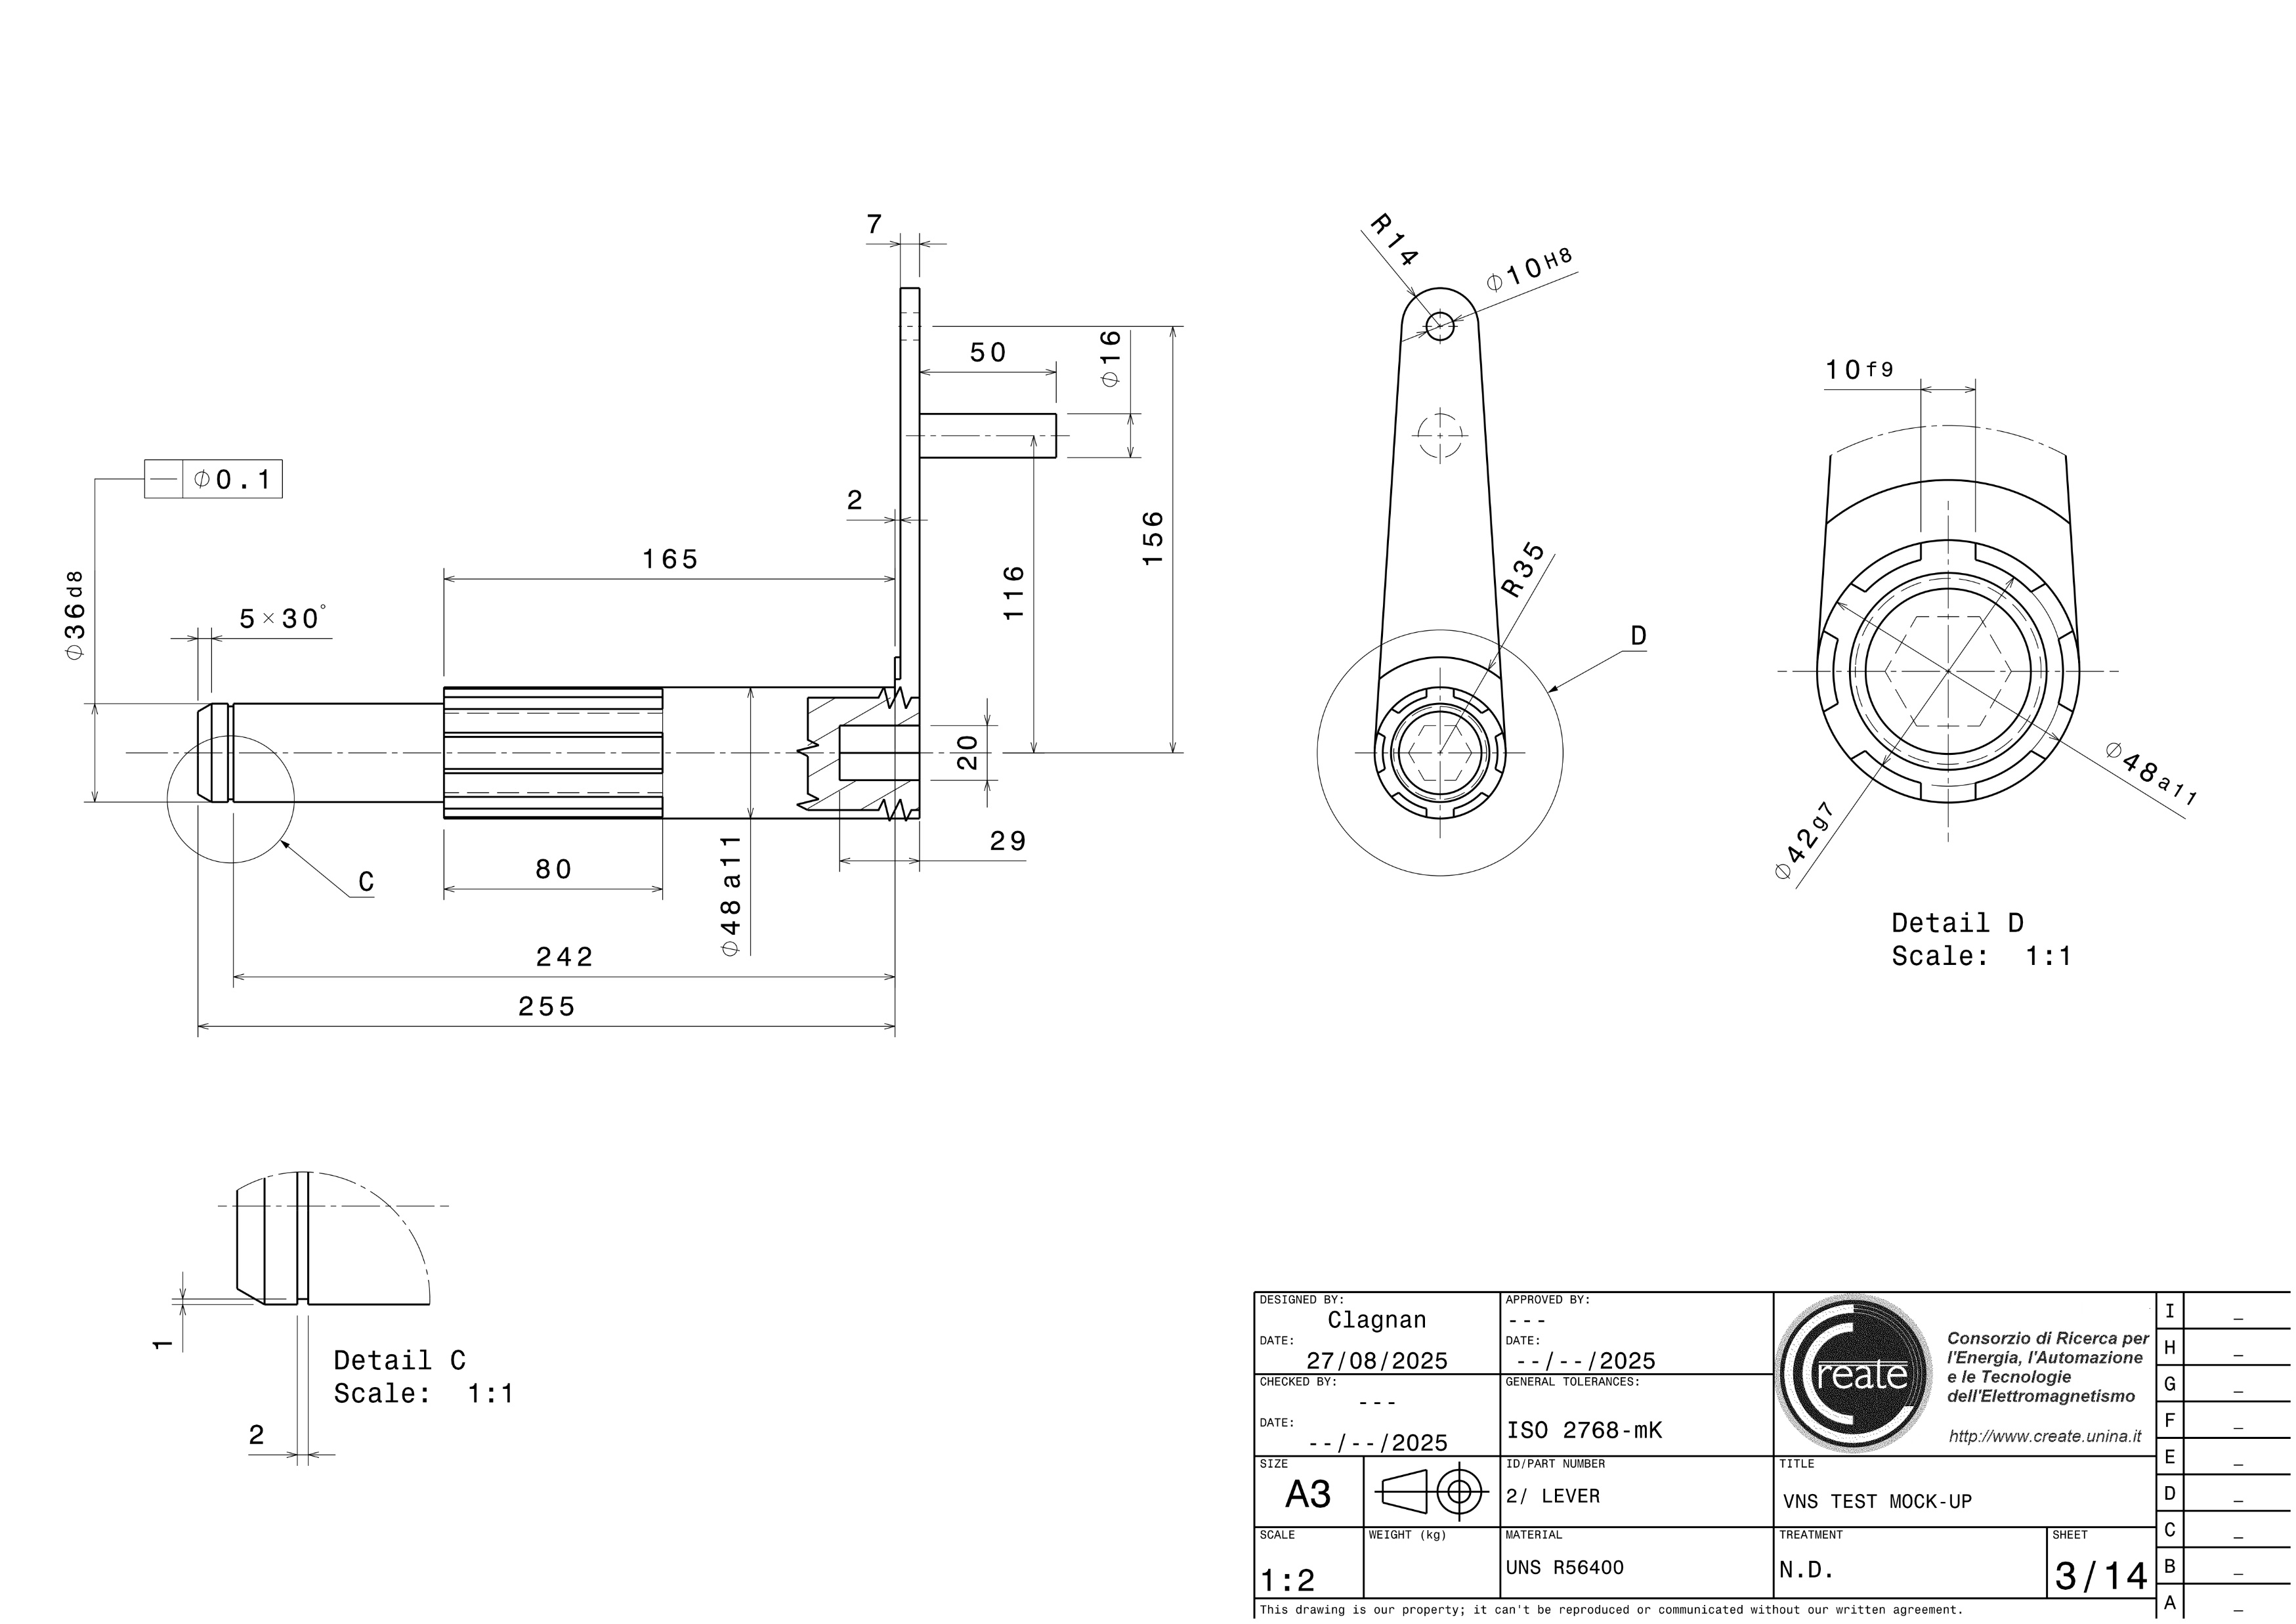 7
R14
⌀10H8
50
⌀16
10f9
⌀0.1
2
156
165
116
R35
⌀36d8
5×30°
D
20
⌀48a11
⌀42g7
29
80
C
⌀48a11
242
255
Detail D
Scale: 1:1
1
Detail C
Scale: 1:1
2
DESIGNED BY:
Clagnan
DATE:
27/08/2025
APPROVED BY:
---
DATE:
--/--/2025
CHECKED BY:
---
DATE:
--/--/2025
GENERAL TOLERANCES:
ISO 2768-mK
Create
Consorzio di Ricerca per
l'Energia, l'Automazione
e le Tecnologie
dell'Elettromagnetismo
http://www.create.unina.it
SIZE
A3
ID/PART NUMBER
2/ LEVER
TITLE
VNS TEST MOCK-UP
SCALE
1:2
WEIGHT (kg)
MATERIAL
UNS R56400
TREATMENT
N.D.
SHEET
3/14
I _
H _
G _
F _
E _
D _
C _
B _
A _
This drawing is our property; it can't be reproduced or communicated without our written agreement.